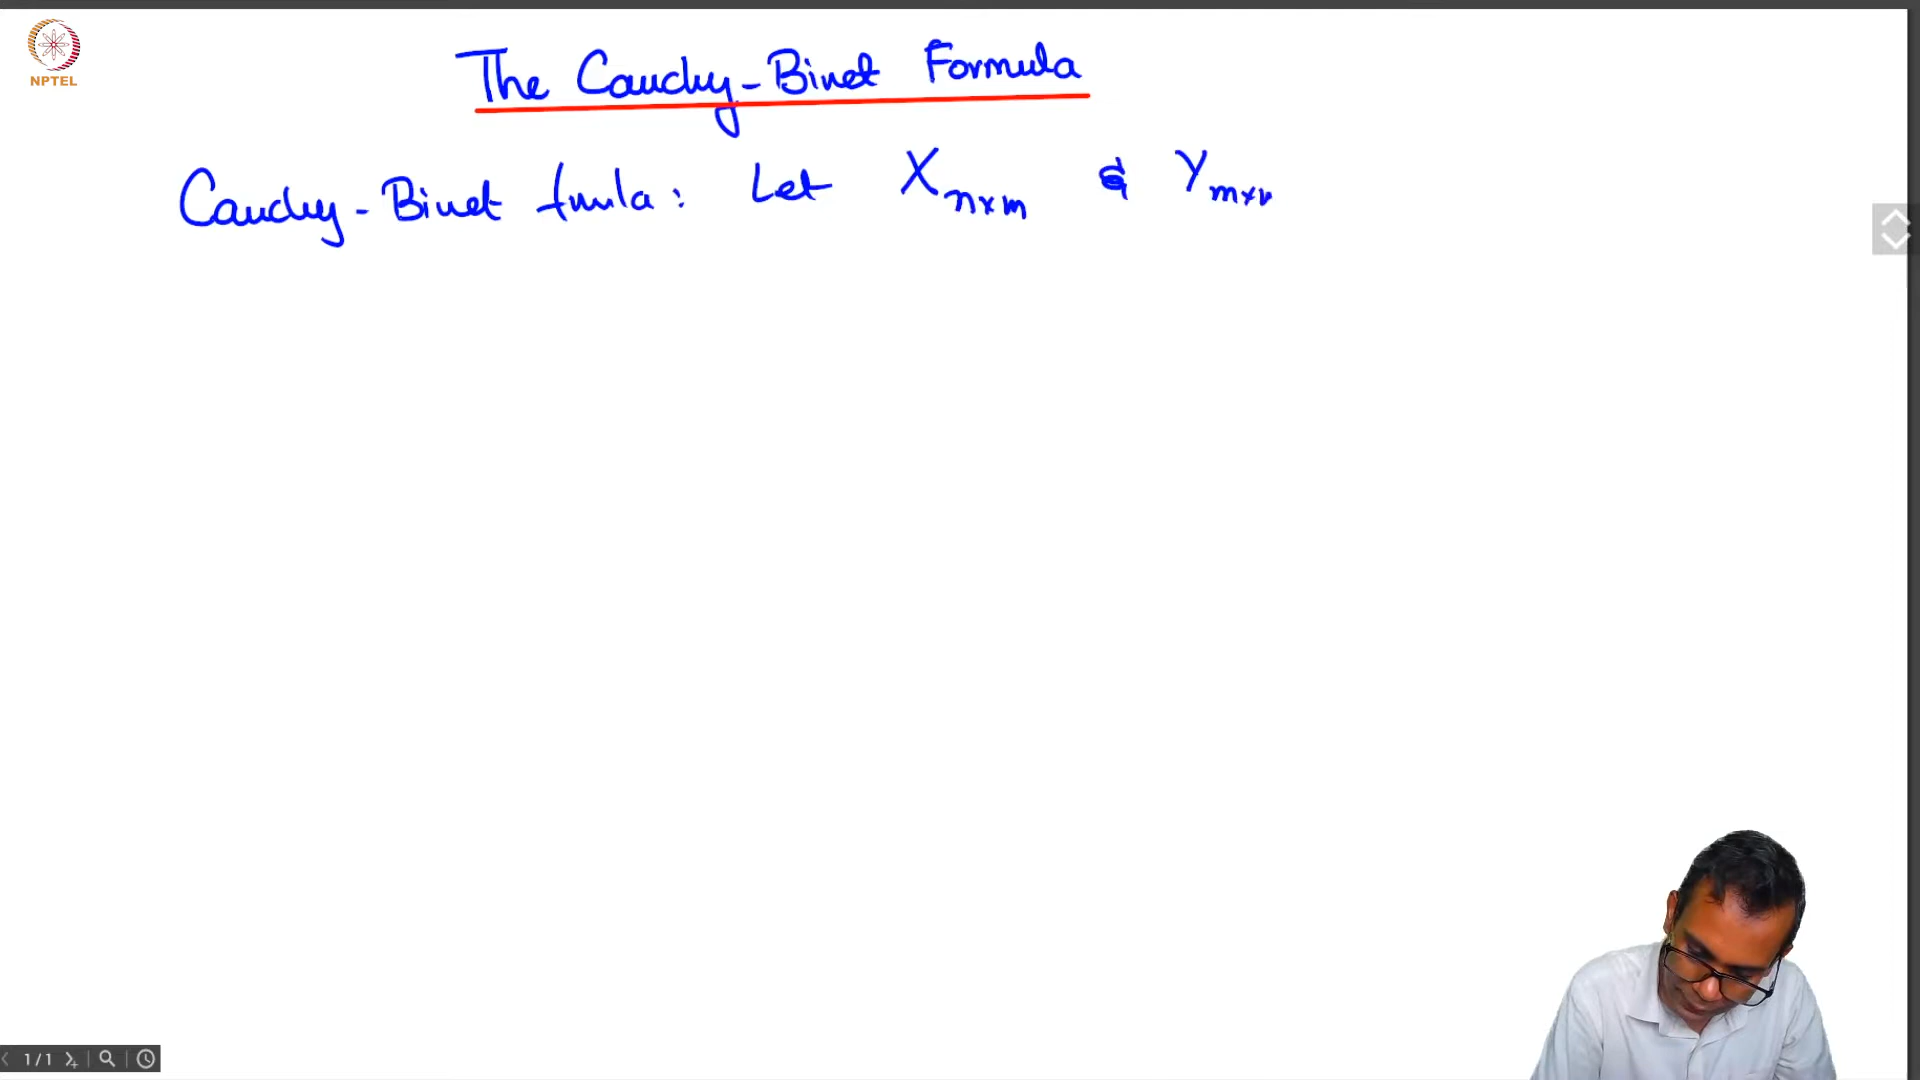 NPTEL
The Cauchy-Binet Formula
Cauchy-Binet fmula: Let X_{n×m} & Y_{m×n}
1/1